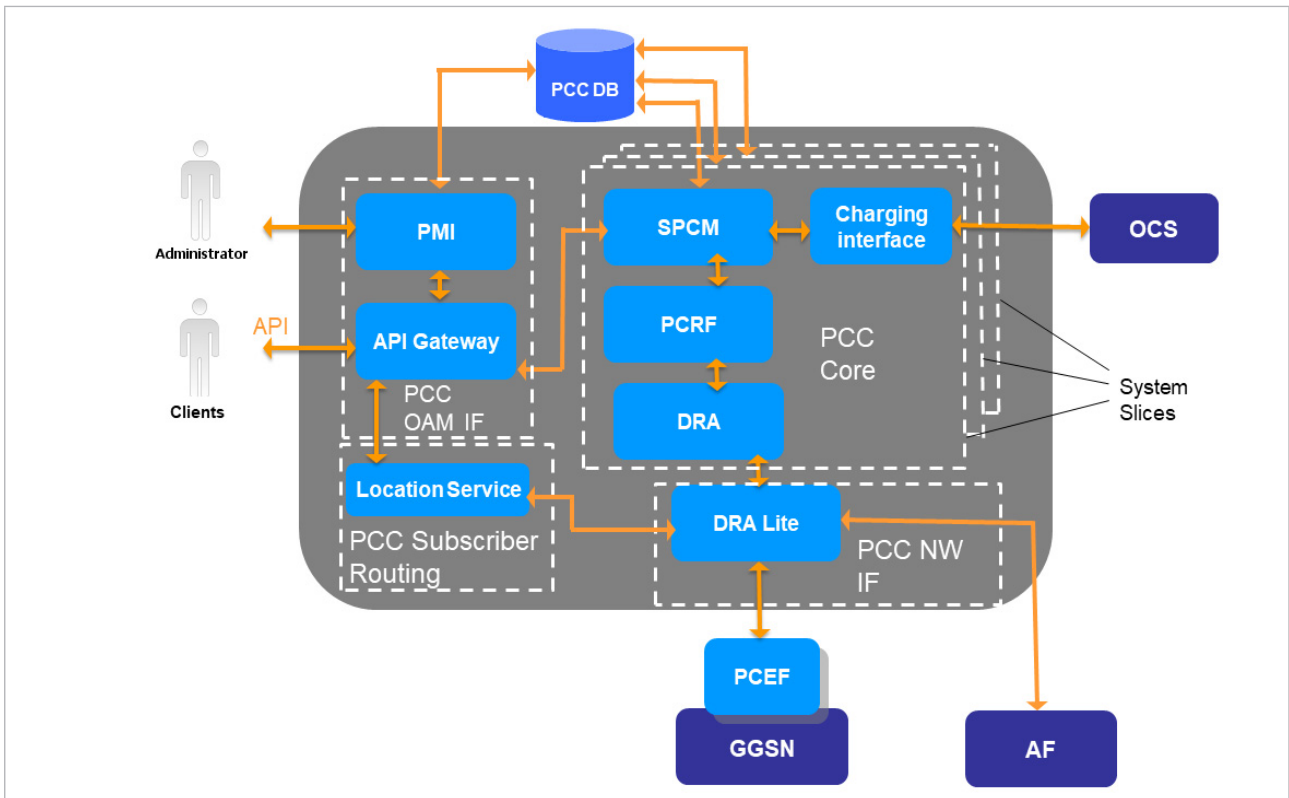 PCC DB
Administrator
PMI
SPCM
Charging
interface
OCS
API
Clients
API Gateway
PCC
OAM IF
PCRF
PCC
Core
DRA
System
Slices
Location Service
PCC Subscriber
Routing
DRA Lite
PCC NW
IF
PCEF
GGSN
AF